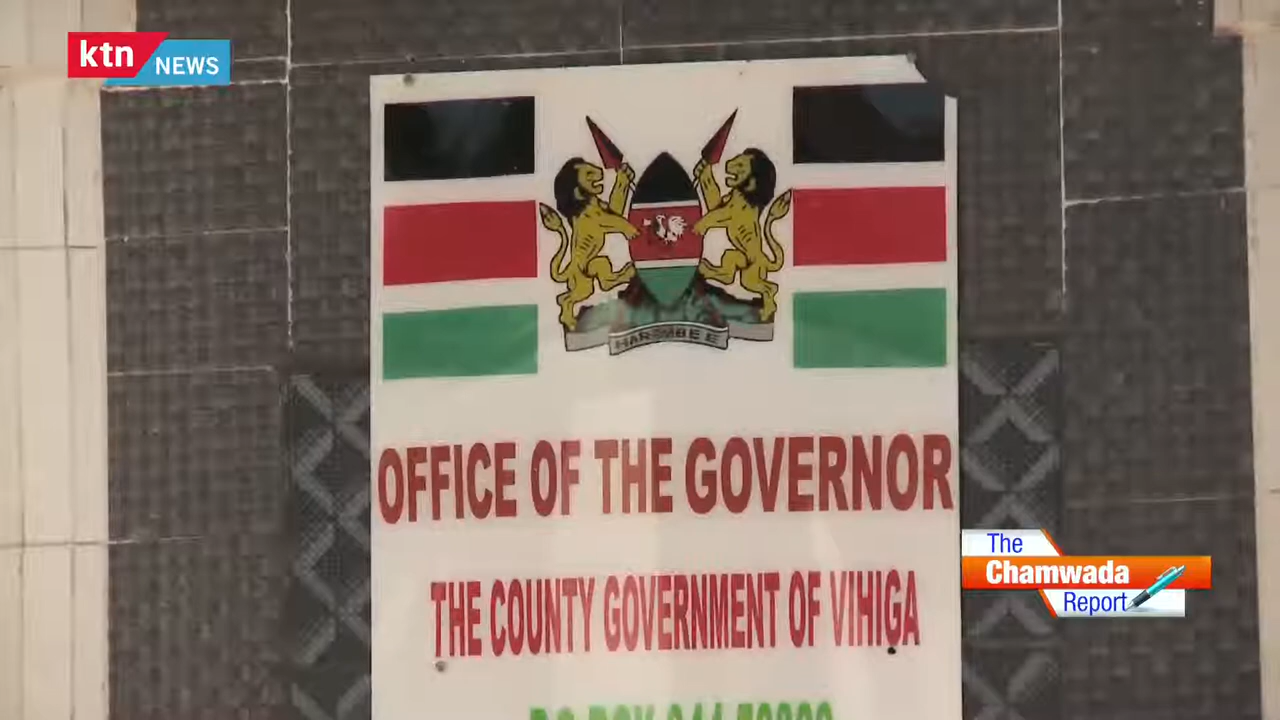 ktn NEWS
HARAMBEE
OFFICE OF THE GOVERNOR
THE COUNTY GOVERNMENT OF VIHIGA
The
Chamwada
Report